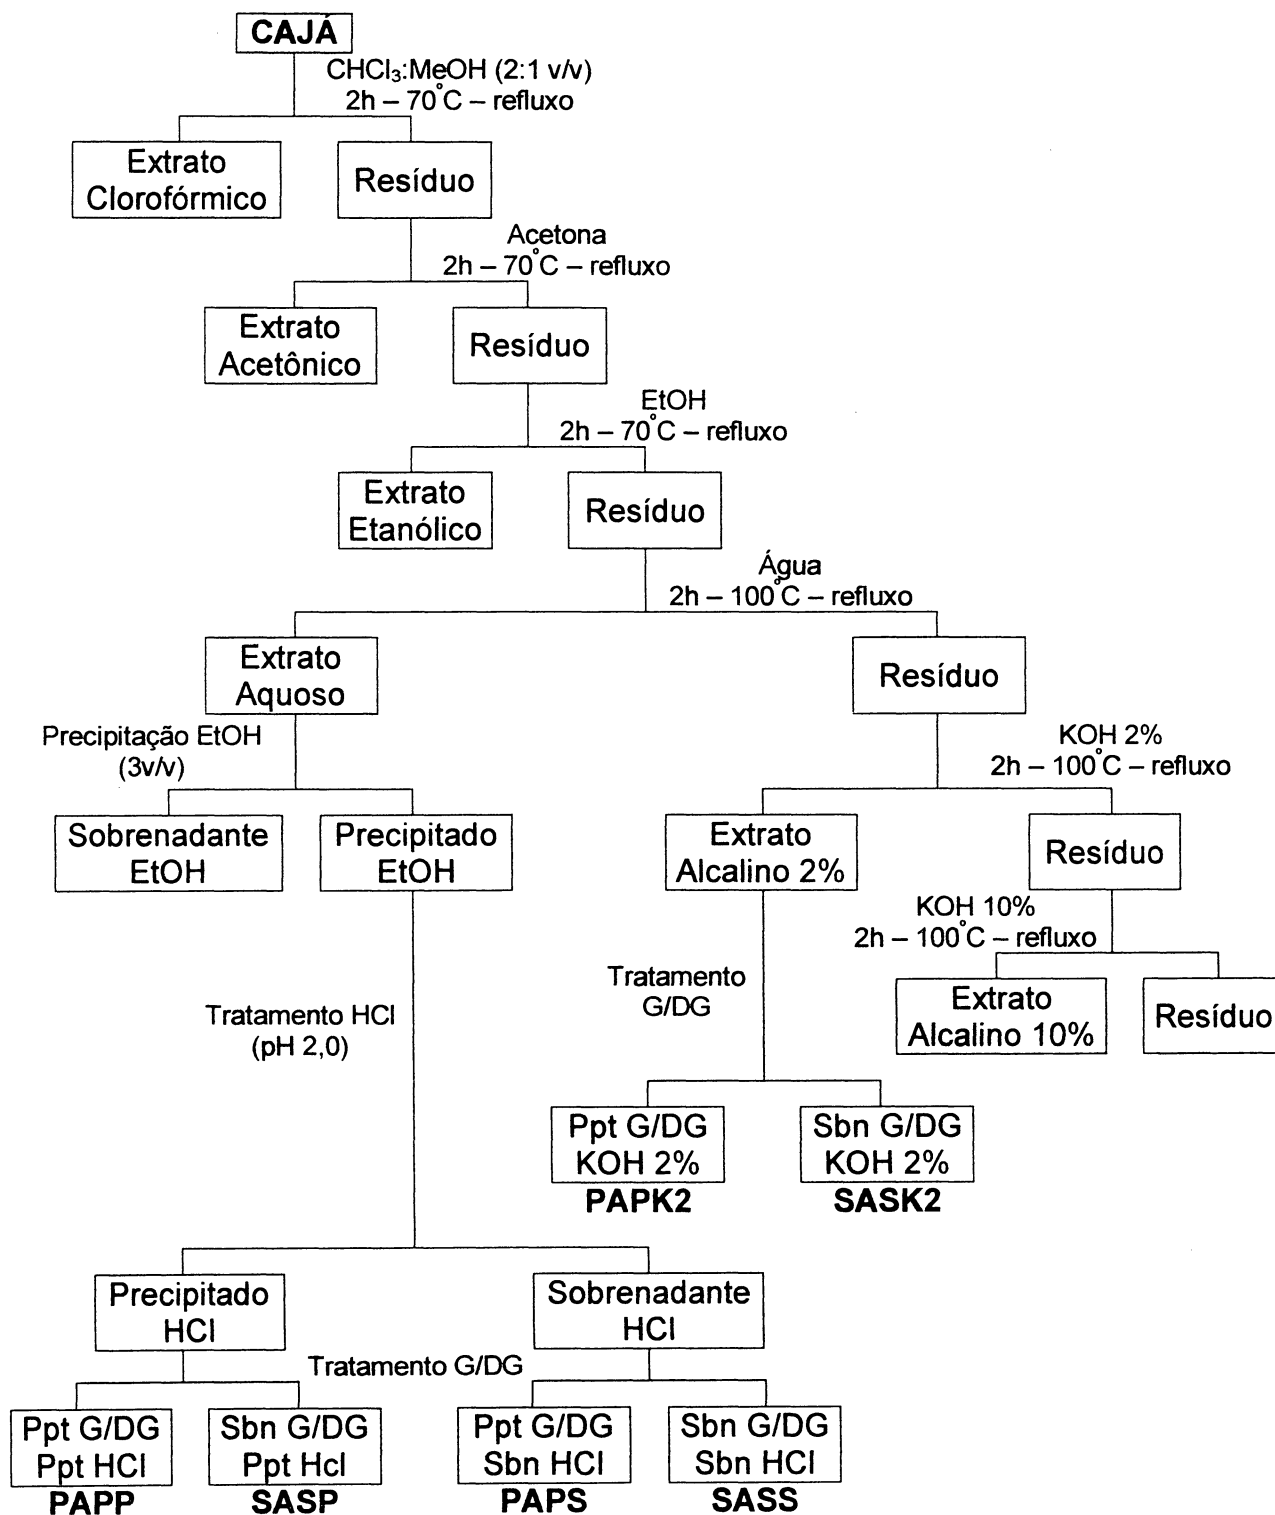 CAJÁ
CHCl₃:MeOH (2:1 v/v)
2h – 70°C – refluxo
Extrato
Clorofórmico
Resíduo
Acetona
2h – 70°C – refluxo
Extrato
Acetônico
Resíduo
EtOH
2h – 70°C – refluxo
Extrato
Etanólico
Resíduo
Água
2h – 100°C – refluxo
Extrato
Aquoso
Resíduo
Precipitação EtOH
(3v/v)
KOH 2%
2h – 100°C – refluxo
Sobrenadante
EtOH
Precipitado
EtOH
Extrato
Alcalino 2%
Resíduo
KOH 10%
2h – 100°C – refluxo
Tratamento
G/DG
Extrato
Alcalino 10%
Resíduo
Tratamento HCl
(pH 2,0)
Ppt G/DG
KOH 2%
PAPK2
Sbn G/DG
KOH 2%
SASK2
Precipitado
HCl
Sobrenadante
HCl
Tratamento G/DG
Ppt G/DG
Ppt HCl
PAPP
Sbn G/DG
Ppt Hcl
SASP
Ppt G/DG
Sbn HCl
PAPS
Sbn G/DG
Sbn HCl
SASS